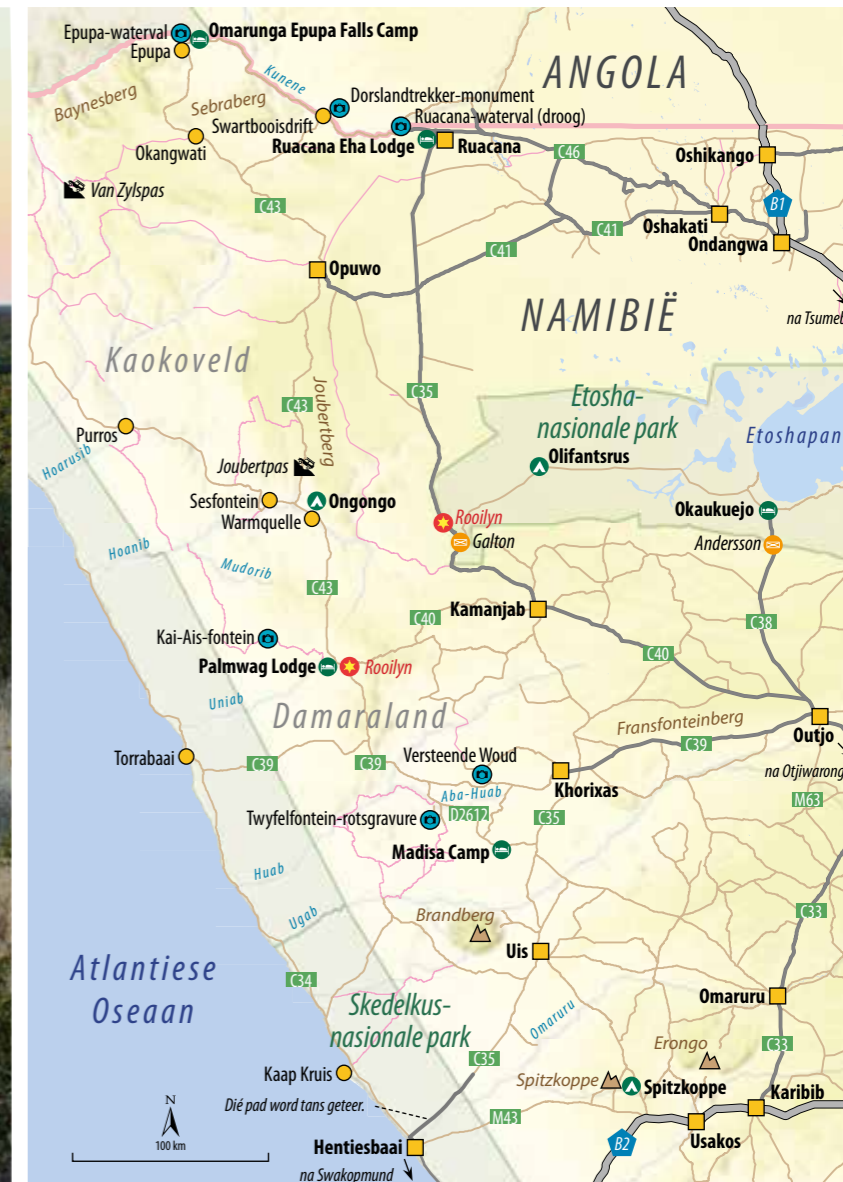 Epupa-waterval
Omarunga Epupa Falls Camp
Epupa
Kunene
ANGOLA
Baynesberg
Sebraberg
Dorslandtrekker-monument
Swartbooisdrift
Ruacana-waterval (droog)
Okangwati
Ruacana Eha Lodge
Ruacana
C46
Oshikango
Van Zylspas
C43
B1
Oshakati
C41
Ondangwa
C41
Opuwo
NAMIBIË
na Tsumeb
Kaokoveld
Joubertberg
C35
C43
Etosha-
nasionale park
Purros
Etoshapan
Hoarusib
Joubertpas
Olifantsrus
Sesfontein
Ongongo
Warmquelle
Okaukuejo
Rooilyn
Galton
Andersson
Hoanib
Mudorib
C43
Kamanjab
C40
C38
Kai-Ais-fontein
C40
Palmwag Lodge
Rooilyn
Uniab
Damaraland
Fransfonteinberg
Outjo
Torrabaai
C39
C39
Versteende Woud
C39
Khorixas
na Otjiwarong
Aba-Huab
M63
Twyfelfontein-rotsgravure
D2612
C35
Madisa Camp
Huab
Ugab
Brandberg
C33
Uis
Atlantiese
Oseaan
C34
Omaruru
Skedelkus-
nasionale park
Omaruru
C35
Erongo
C33
Kaap Kruis
Spitzkoppe
Spitzkoppe
Karibib
N
Dié pad word tans geteer.
M43
100 km
Usakos
Hentiesbaai
B2
na Swakopmund